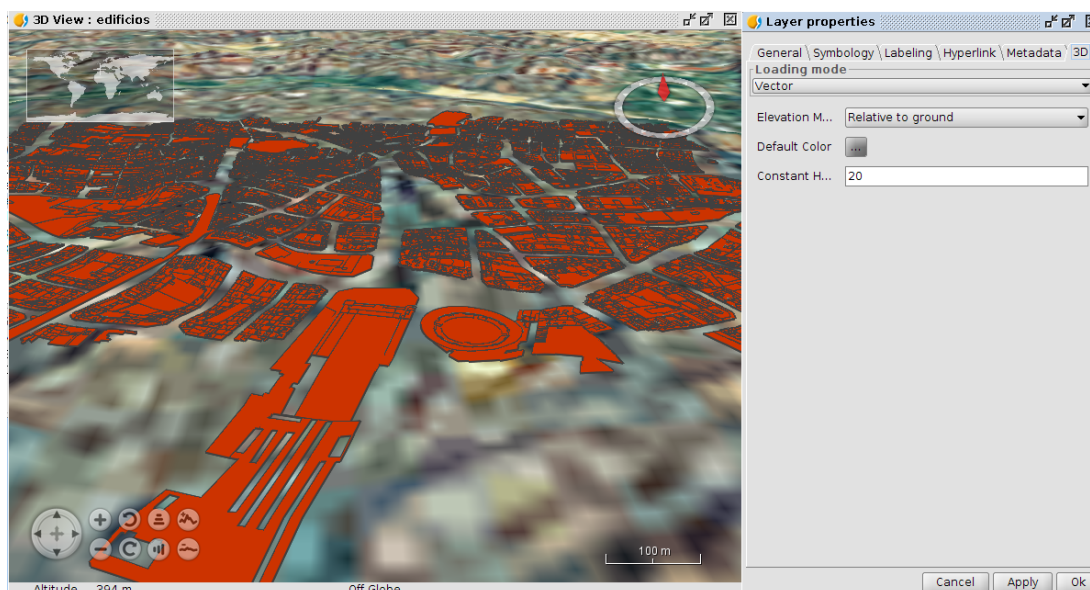 3D View : edificios
100 m
Altitude 394 m Off Globe
Layer properties
General Symbology Labeling Hyperlink Metadata 3D
Loading mode
Vector
Elevation M... Relative to ground
Default Color ...
Constant H... 20
Cancel Apply Ok